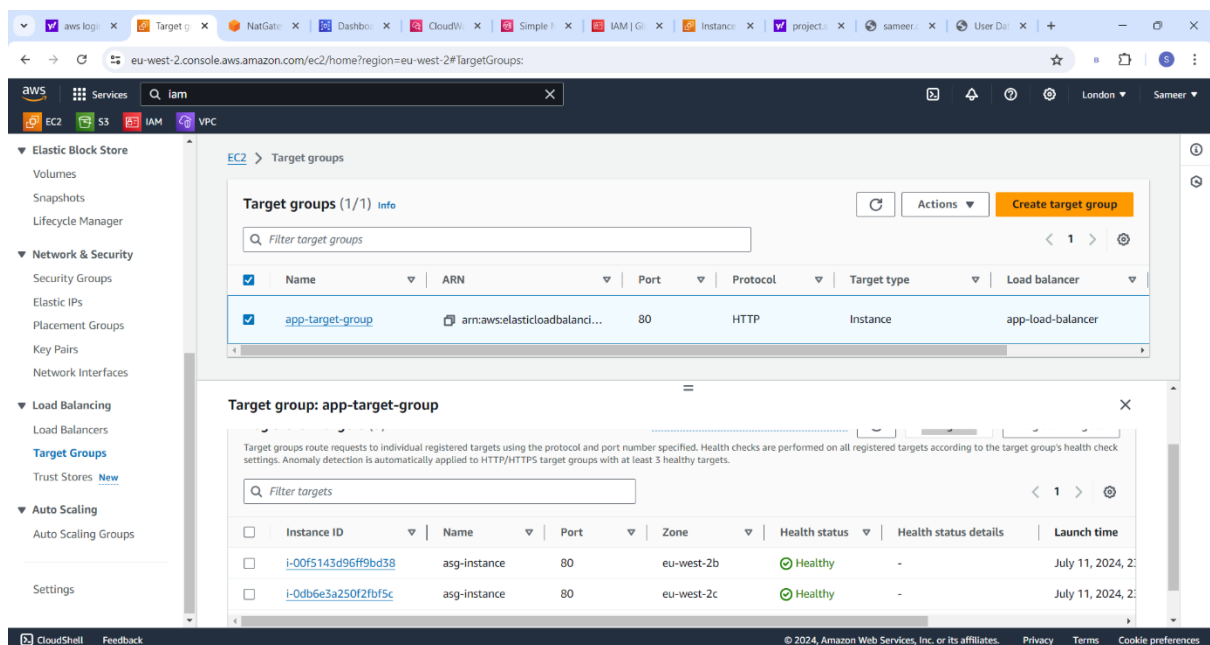 aws logi Target g NatGate Dashbo CloudW Simple N IAM | Gl Instance project.s sameer.c User Dat
eu-west-2.console.aws.amazon.com/ec2/home?region=eu-west-2#TargetGroups:
aws Services iam London Sameer
EC2 S3 IAM VPC
Elastic Block Store
Volumes
Snapshots
Lifecycle Manager
Network & Security
Security Groups
Elastic IPs
Placement Groups
Key Pairs
Network Interfaces
Load Balancing
Load Balancers
Target Groups
Trust Stores New
Auto Scaling
Auto Scaling Groups
Settings
EC2 > Target groups
Target groups (1/1) Info Actions Create target group
Filter target groups 1
Name ARN Port Protocol Target type Load balancer
app-target-group arn:aws:elasticloadbalanci... 80 HTTP Instance app-load-balancer
Target group: app-target-group
Target groups route requests to individual registered targets using the protocol and port number specified. Health checks are performed on all registered targets according to the target group's health check
settings. Anomaly detection is automatically applied to HTTP/HTTPS target groups with at least 3 healthy targets.
Filter targets 1
Instance ID Name Port Zone Health status Health status details Launch time
i-00f5143d96ff9bd38 asg-instance 80 eu-west-2b Healthy - July 11, 2024, 2
i-0db6e3a250f2fbf5c asg-instance 80 eu-west-2c Healthy - July 11, 2024, 2
CloudShell Feedback © 2024, Amazon Web Services, Inc. or its affiliates. Privacy Terms Cookie preferences